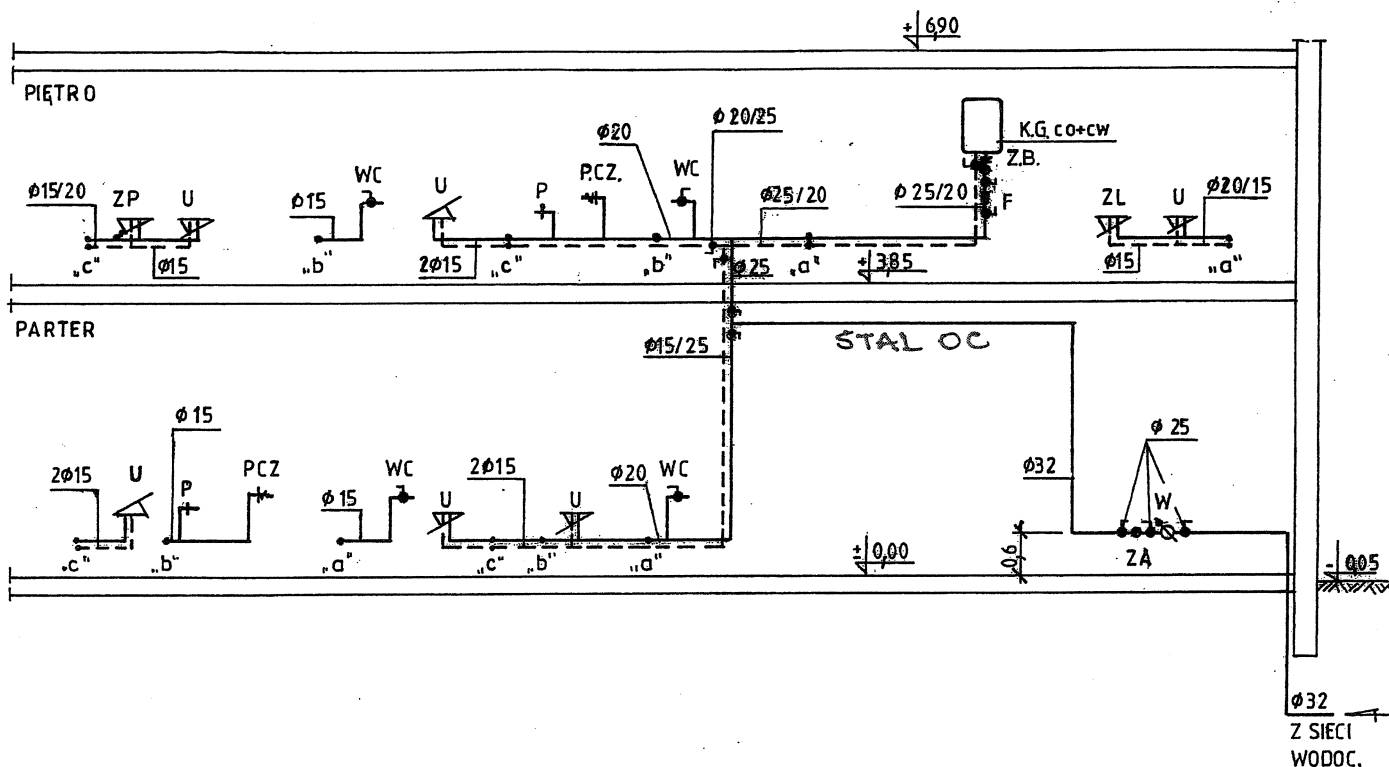 ± 6,90
PIĘTRO
ø 20/25
ø20
K.G. co+cw
Z.B.
WC
P.CZ.
WC
ø15/20
ZP
U
ø15
U
P
ø25/20
ø 25/20
F
ZL
U
ø20/15
"c"
ø15
"b"
2ø15
"c"
"b"
ø25
"a"
± 3,85
ø15
"a"
PARTER
STAL OC
ø15/25
ø 15
ø 25
2ø15
U
P
PCZ
ø 15
WC
U
2ø15
U
ø20
WC
ø32
W
"c"
"b"
"a"
"c"
"b"
"a"
± 0,00
0,6
ZA
- 0,05
ø32
Z SIECI
WODOC.